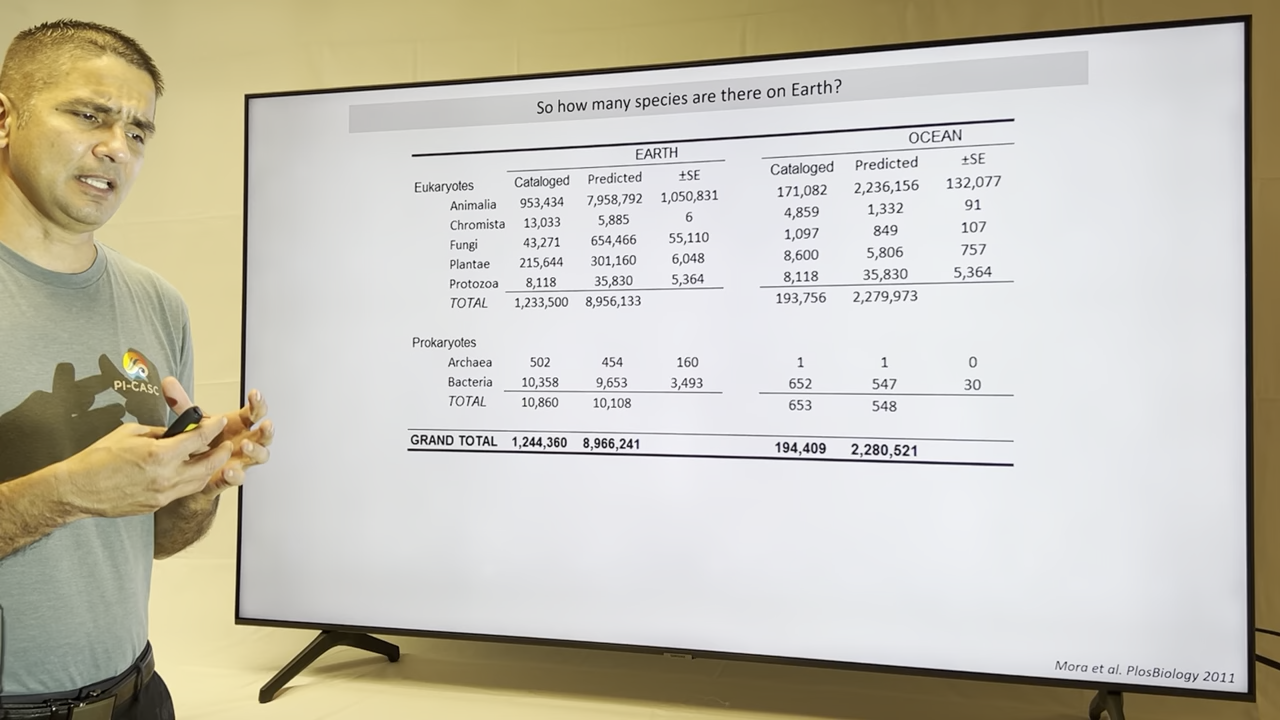 So how many species are there on Earth?
EARTH OCEAN
Eukaryotes Cataloged Predicted ±SE Cataloged Predicted ±SE
Animalia 953,434 7,958,792 1,050,831 171,082 2,236,156 132,077
Chromista 13,033 5,885 6 4,859 1,332 91
Fungi 43,271 654,466 55,110 1,097 849 107
Plantae 215,644 301,160 6,048 8,600 5,806 757
Protozoa 8,118 35,830 5,364 8,118 35,830 5,364
TOTAL 1,233,500 8,956,133 193,756 2,279,973
Prokaryotes
Archaea 502 454 160 1 1 0
Bacteria 10,358 9,653 3,493 652 547 30
TOTAL 10,860 10,108 653 548
GRAND TOTAL 1,244,360 8,966,241 194,409 2,280,521
Mora et al. PlosBiology 2011
PI-CASC